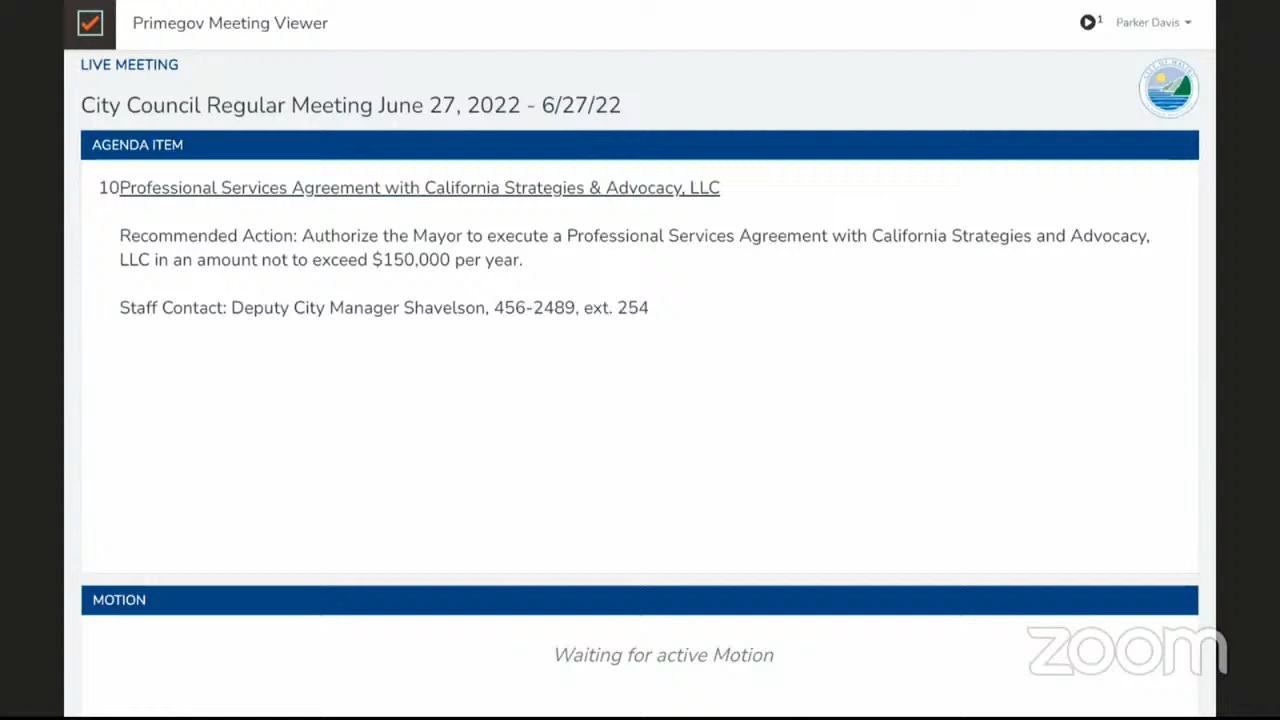 Primegov Meeting Viewer
1 Parker Davis
LIVE MEETING
City Council Regular Meeting June 27, 2022 - 6/27/22
AGENDA ITEM
10Professional Services Agreement with California Strategies & Advocacy, LLC
Recommended Action: Authorize the Mayor to execute a Professional Services Agreement with California Strategies and Advocacy,
LLC in an amount not to exceed $150,000 per year.
Staff Contact: Deputy City Manager Shavelson, 456-2489, ext. 254
MOTION
Waiting for active Motion
zoom